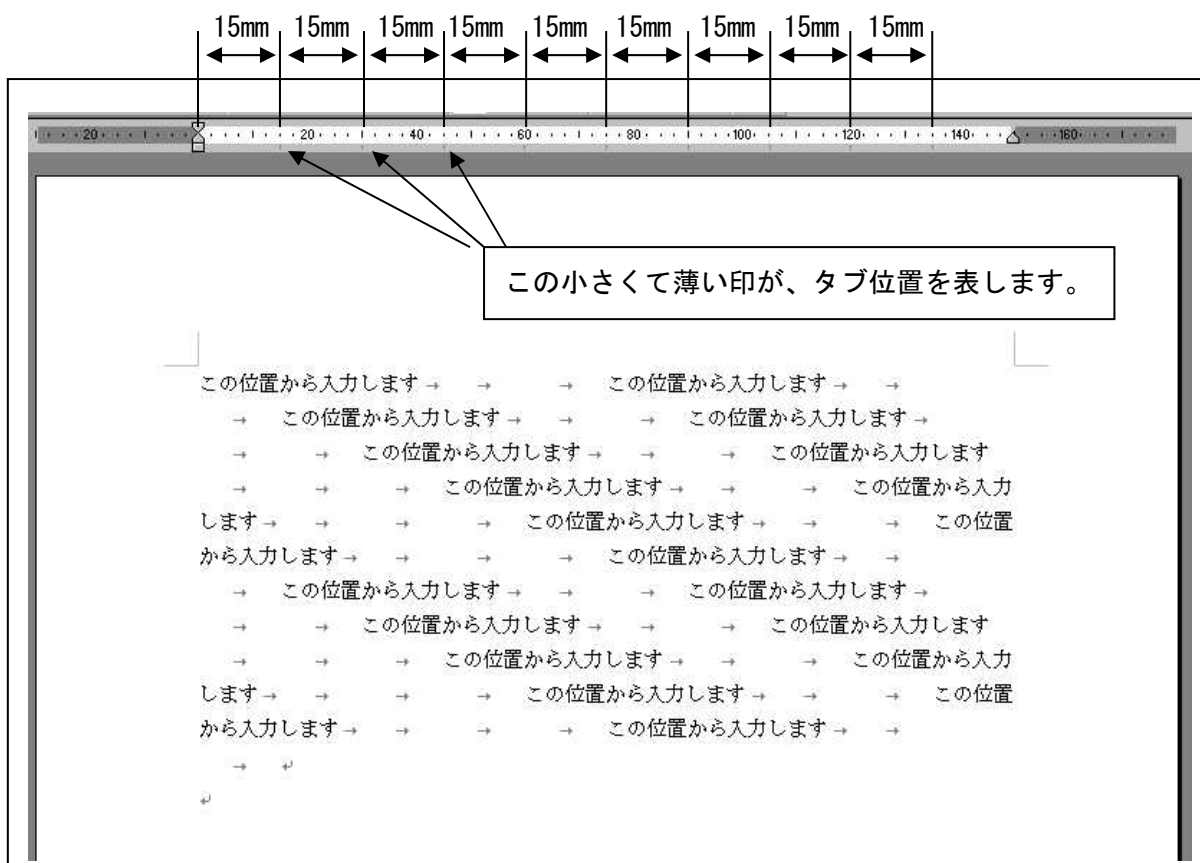 15mm 15mm 15mm 15mm 15mm 15mm 15mm 15mm 15mm
20 20 40 60 80 100 120 140 160
この小さくて薄い印が、タブ位置を表します。
この位置から入力します→ → → この位置から入力します→ →
→ この位置から入力します→ → → この位置から入力します→
→ → この位置から入力します→ → → この位置から入力します
→ → → この位置から入力します→ → → この位置から入力
します→ → → → この位置から入力します→ → → この位置
から入力します→ → → → この位置から入力します→ →
→ この位置から入力します→ → → この位置から入力します→
→ → この位置から入力します→ → → この位置から入力します
→ → → この位置から入力します→ → → この位置から入力
します→ → → → この位置から入力します→ → → この位置
から入力します→ → → → この位置から入力します→ →
→ ↵
↵